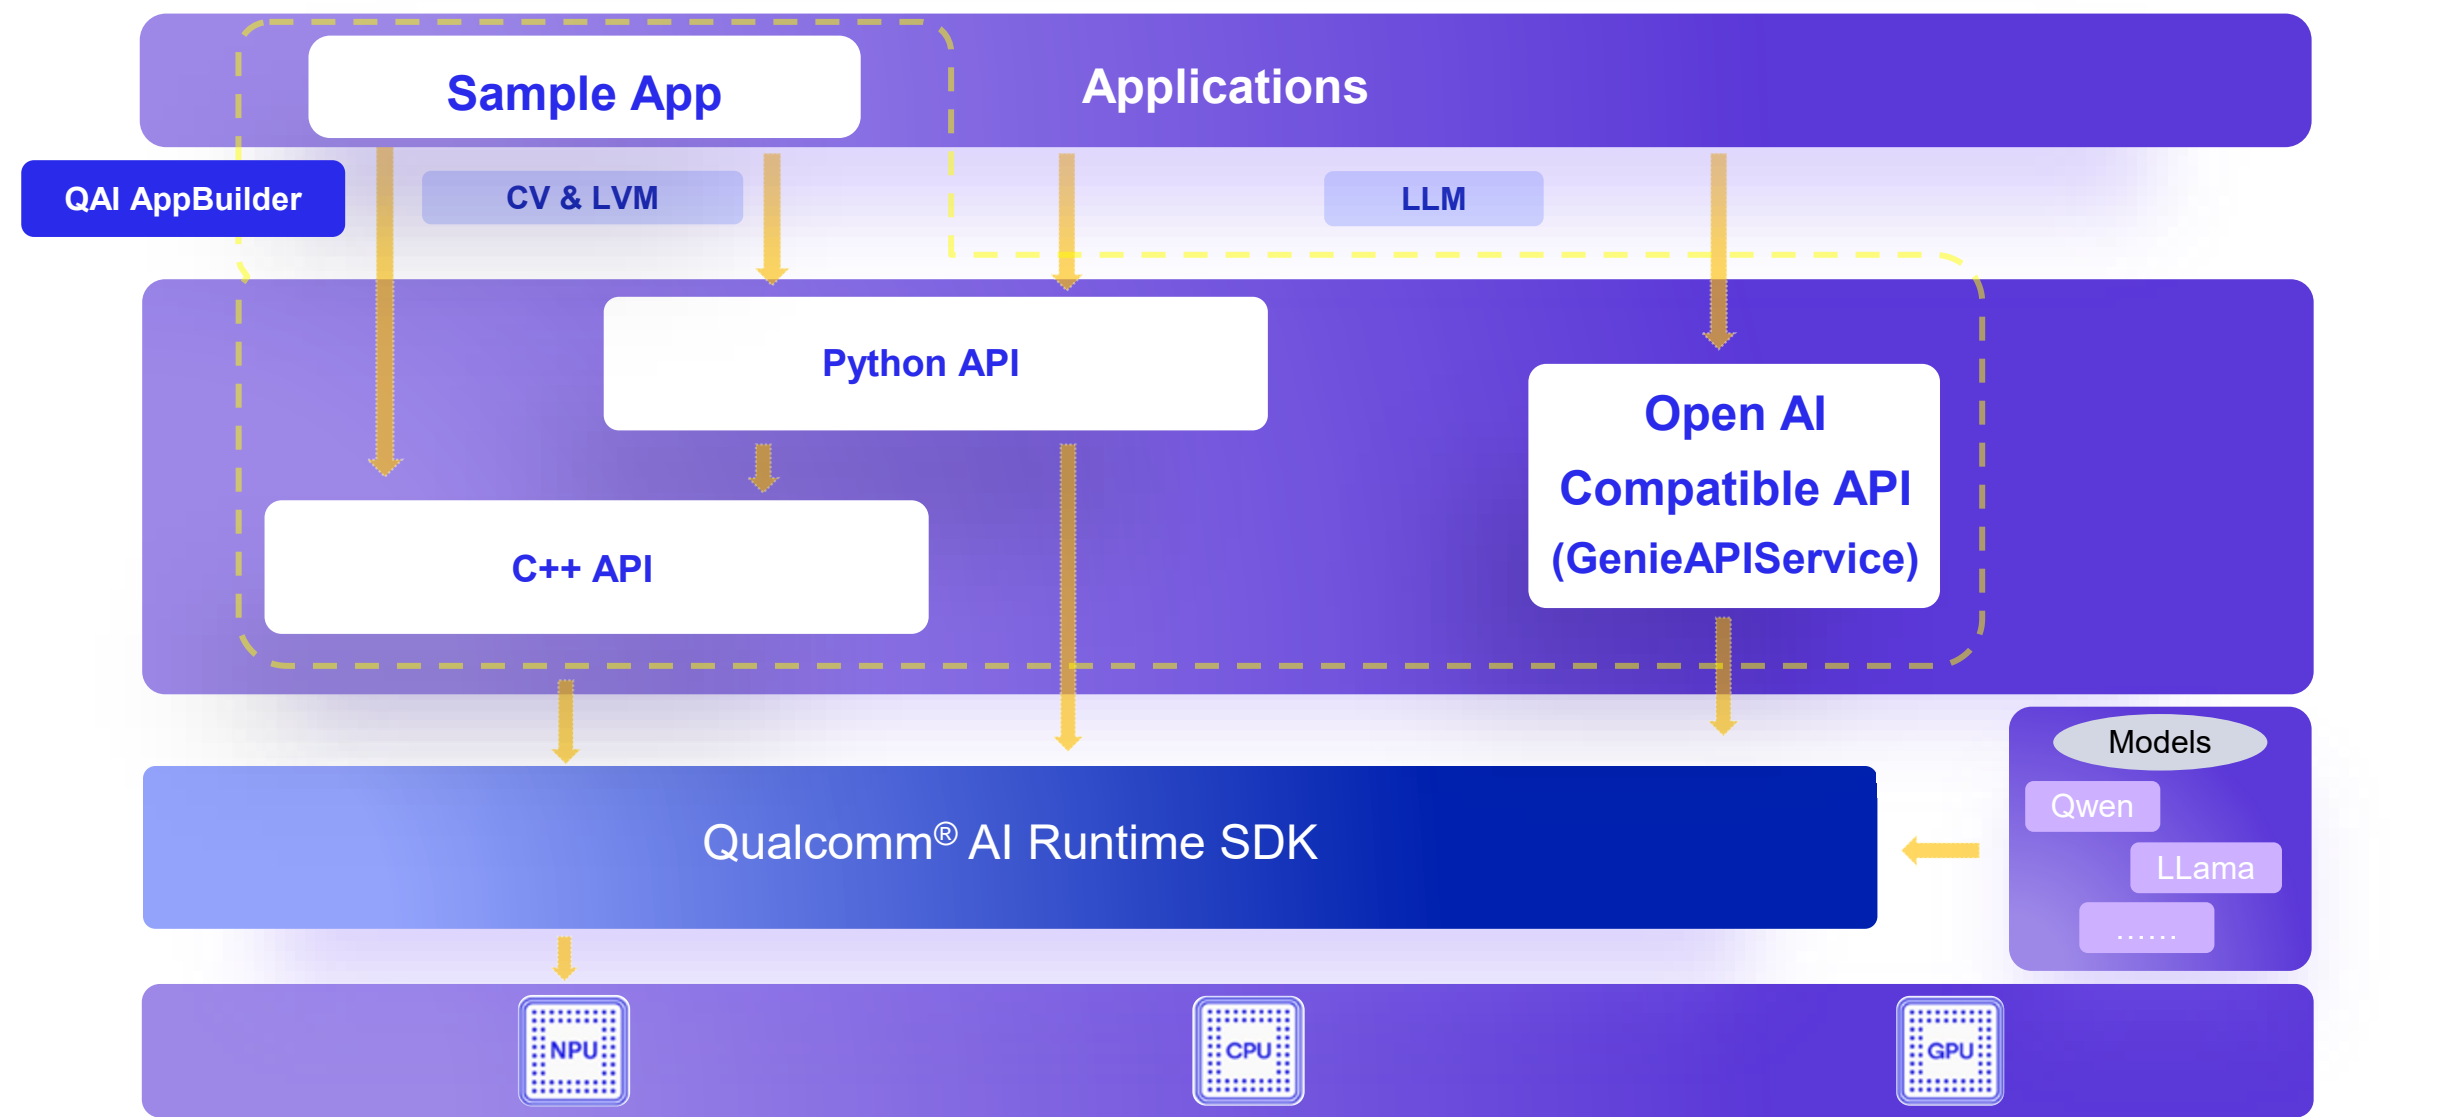 Sample App
Applications
QAI AppBuilder
CV & LVM
LLM
Python API
Open AI
Compatible API
(GenieAPIService)
C++ API
Models
Qwen
LLama
......
Qualcomm® AI Runtime SDK
NPU
CPU
GPU